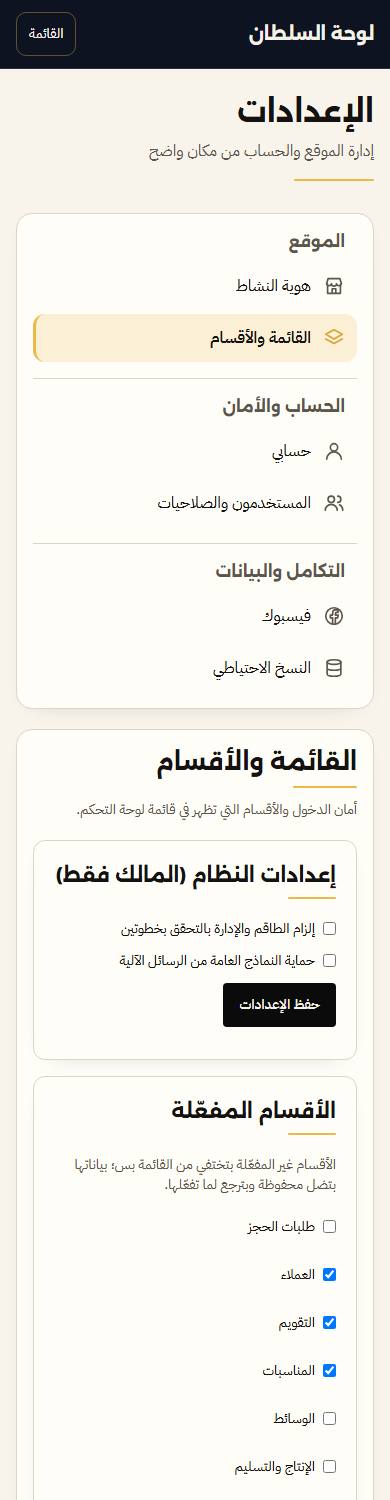 لوحة السلطان
القائمة
الإعدادات
إدارة الموقع والحساب من مكان واضح
الموقع
هوية النشاط
القائمة والأقسام
الحساب والأمان
حسابي
المستخدمون والصلاحيات
التكامل والبيانات
فيسبوك
النسخ الاحتياطي
القائمة والأقسام
أمان الدخول والأقسام التي تظهر في قائمة لوحة التحكم.
إعدادات النظام (المالك فقط)
إلزام الطاقم والإدارة بالتحقق بخطوتين
حماية النماذج العامة من الرسائل الآلية
حفظ الإعدادات
الأقسام المفعّلة
الأقسام غير المفعّلة بتختفي من القائمة بس؛ بياناتها
بتضل محفوظة وبترجع لما تفعّلها.
طلبات الحجز
العملاء
التقويم
المناسبات
الوسائط
الإنتاج والتسليم